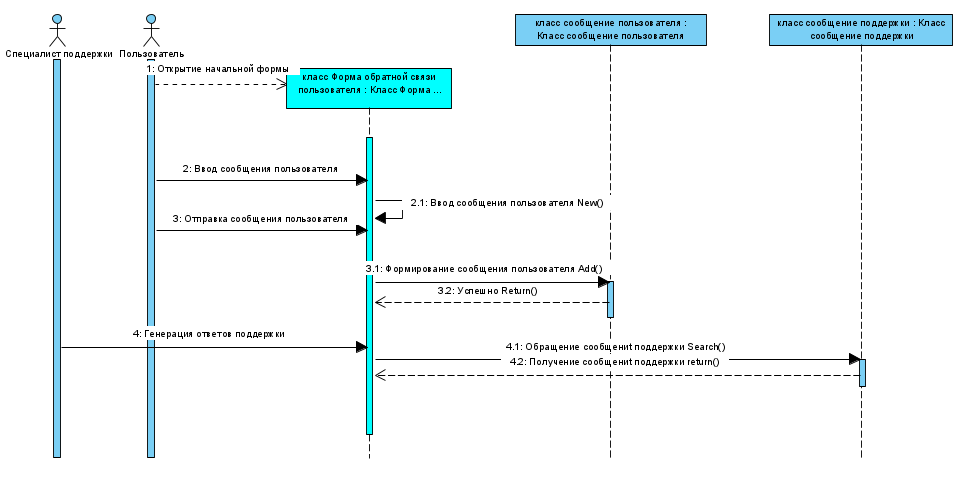 класс сообщение пользователя :
Класс сообщение пользователя
класс сообщение поддержки : Класс
сообщение поддержки
Специалист поддержки
Пользователь
1: Открытие начальной формы
класс Форма обратной связи
пользователя : Класс Форма ...
2: Ввод сообщения пользователя
2.1: Ввод сообщения пользователя New()
3: Отправка сообщения пользователя
3.1: Формирование сообщения пользователя Add()
3.2: Успешно Return()
4: Генерация ответов поддержки
4.1: Обращение сообщениt поддержки Search()
4.2: Получение сообщениt поддержки return()